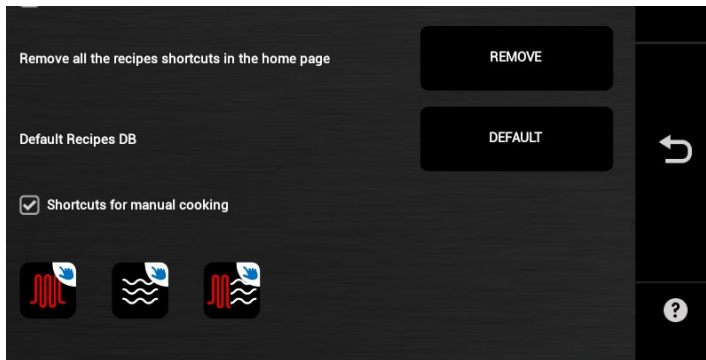 Remove all the recipes shortcuts in the home page
REMOVE
Default Recipes DB
DEFAULT
Shortcuts for manual cooking
?